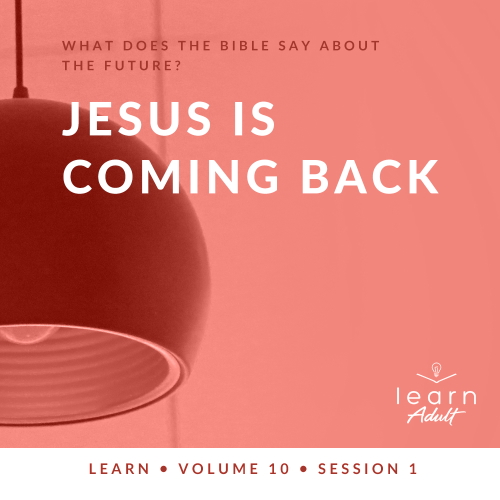 WHAT DOES THE BIBLE SAY ABOUT
THE FUTURE?
JESUS IS
COMING BACK
learn
Adult
LEARN • VOLUME 10 • SESSION 1